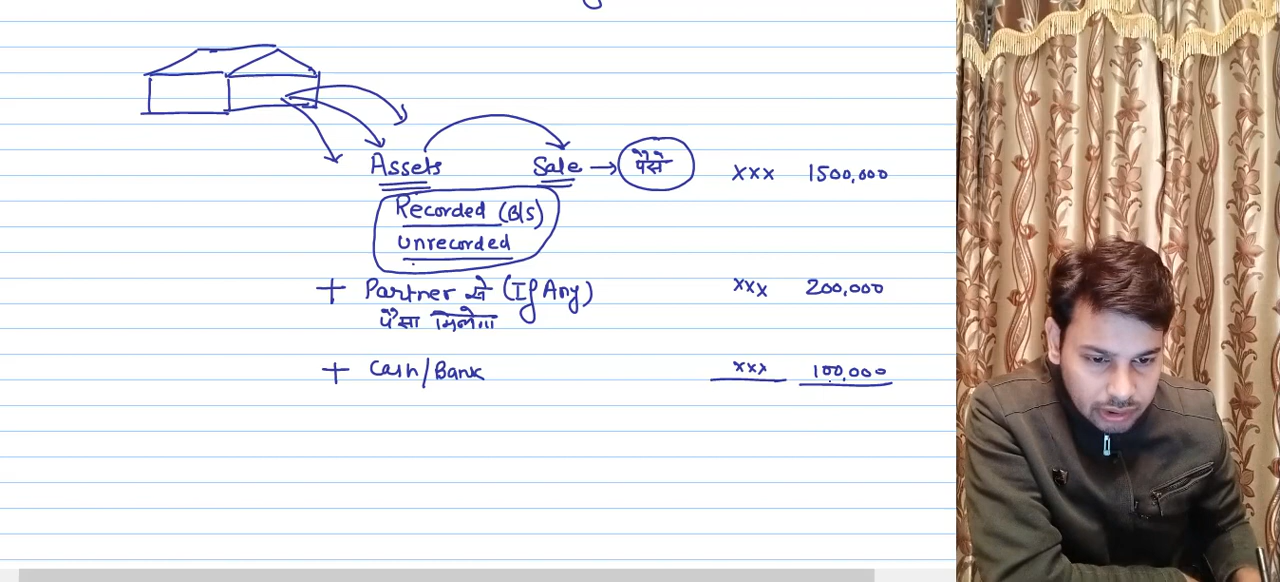 Assets Sale → पैसे xxx 1500,000
Recorded (B/s)
Unrecorded
+ Partner से (If Any) xxx 200,000
पैसा मिलेगा
+ Cash/Bank xxx 100,000